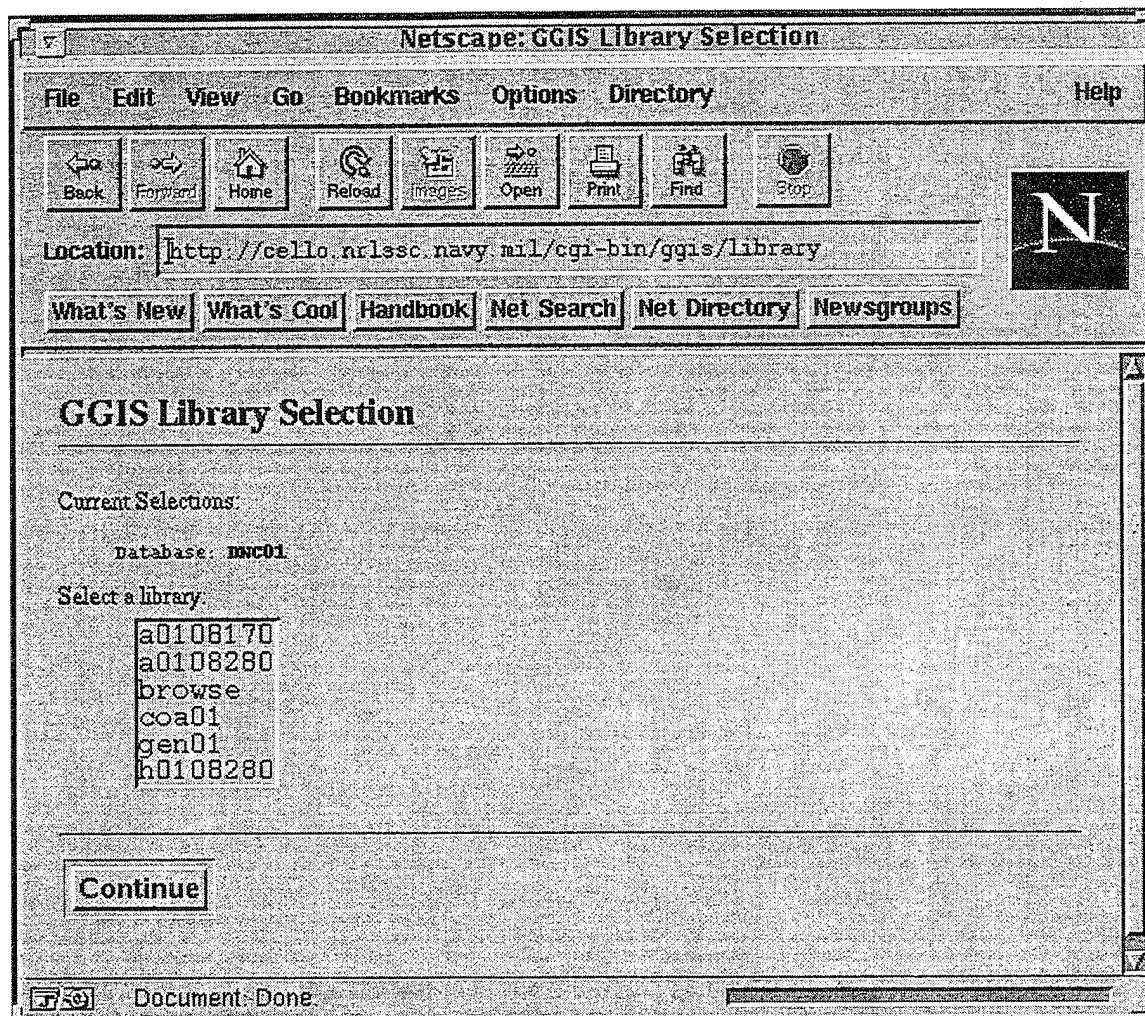 Netscape: GGIS Library Selection
File Edit View Go Bookmarks Options Directory Help
Back Forward Home Reload Images Open Print Find Stop
N
Location: http://cello.nrlssc.navy.mil/cgi-bin/ggis/library
What's New What's Cool Handbook Net Search Net Directory Newsgroups
GGIS Library Selection
Current Selections:
Database: DNC01
Select a library:
a0108170
a0108280
browse
coa01
gen01
h0108280
Continue
Document: Done.